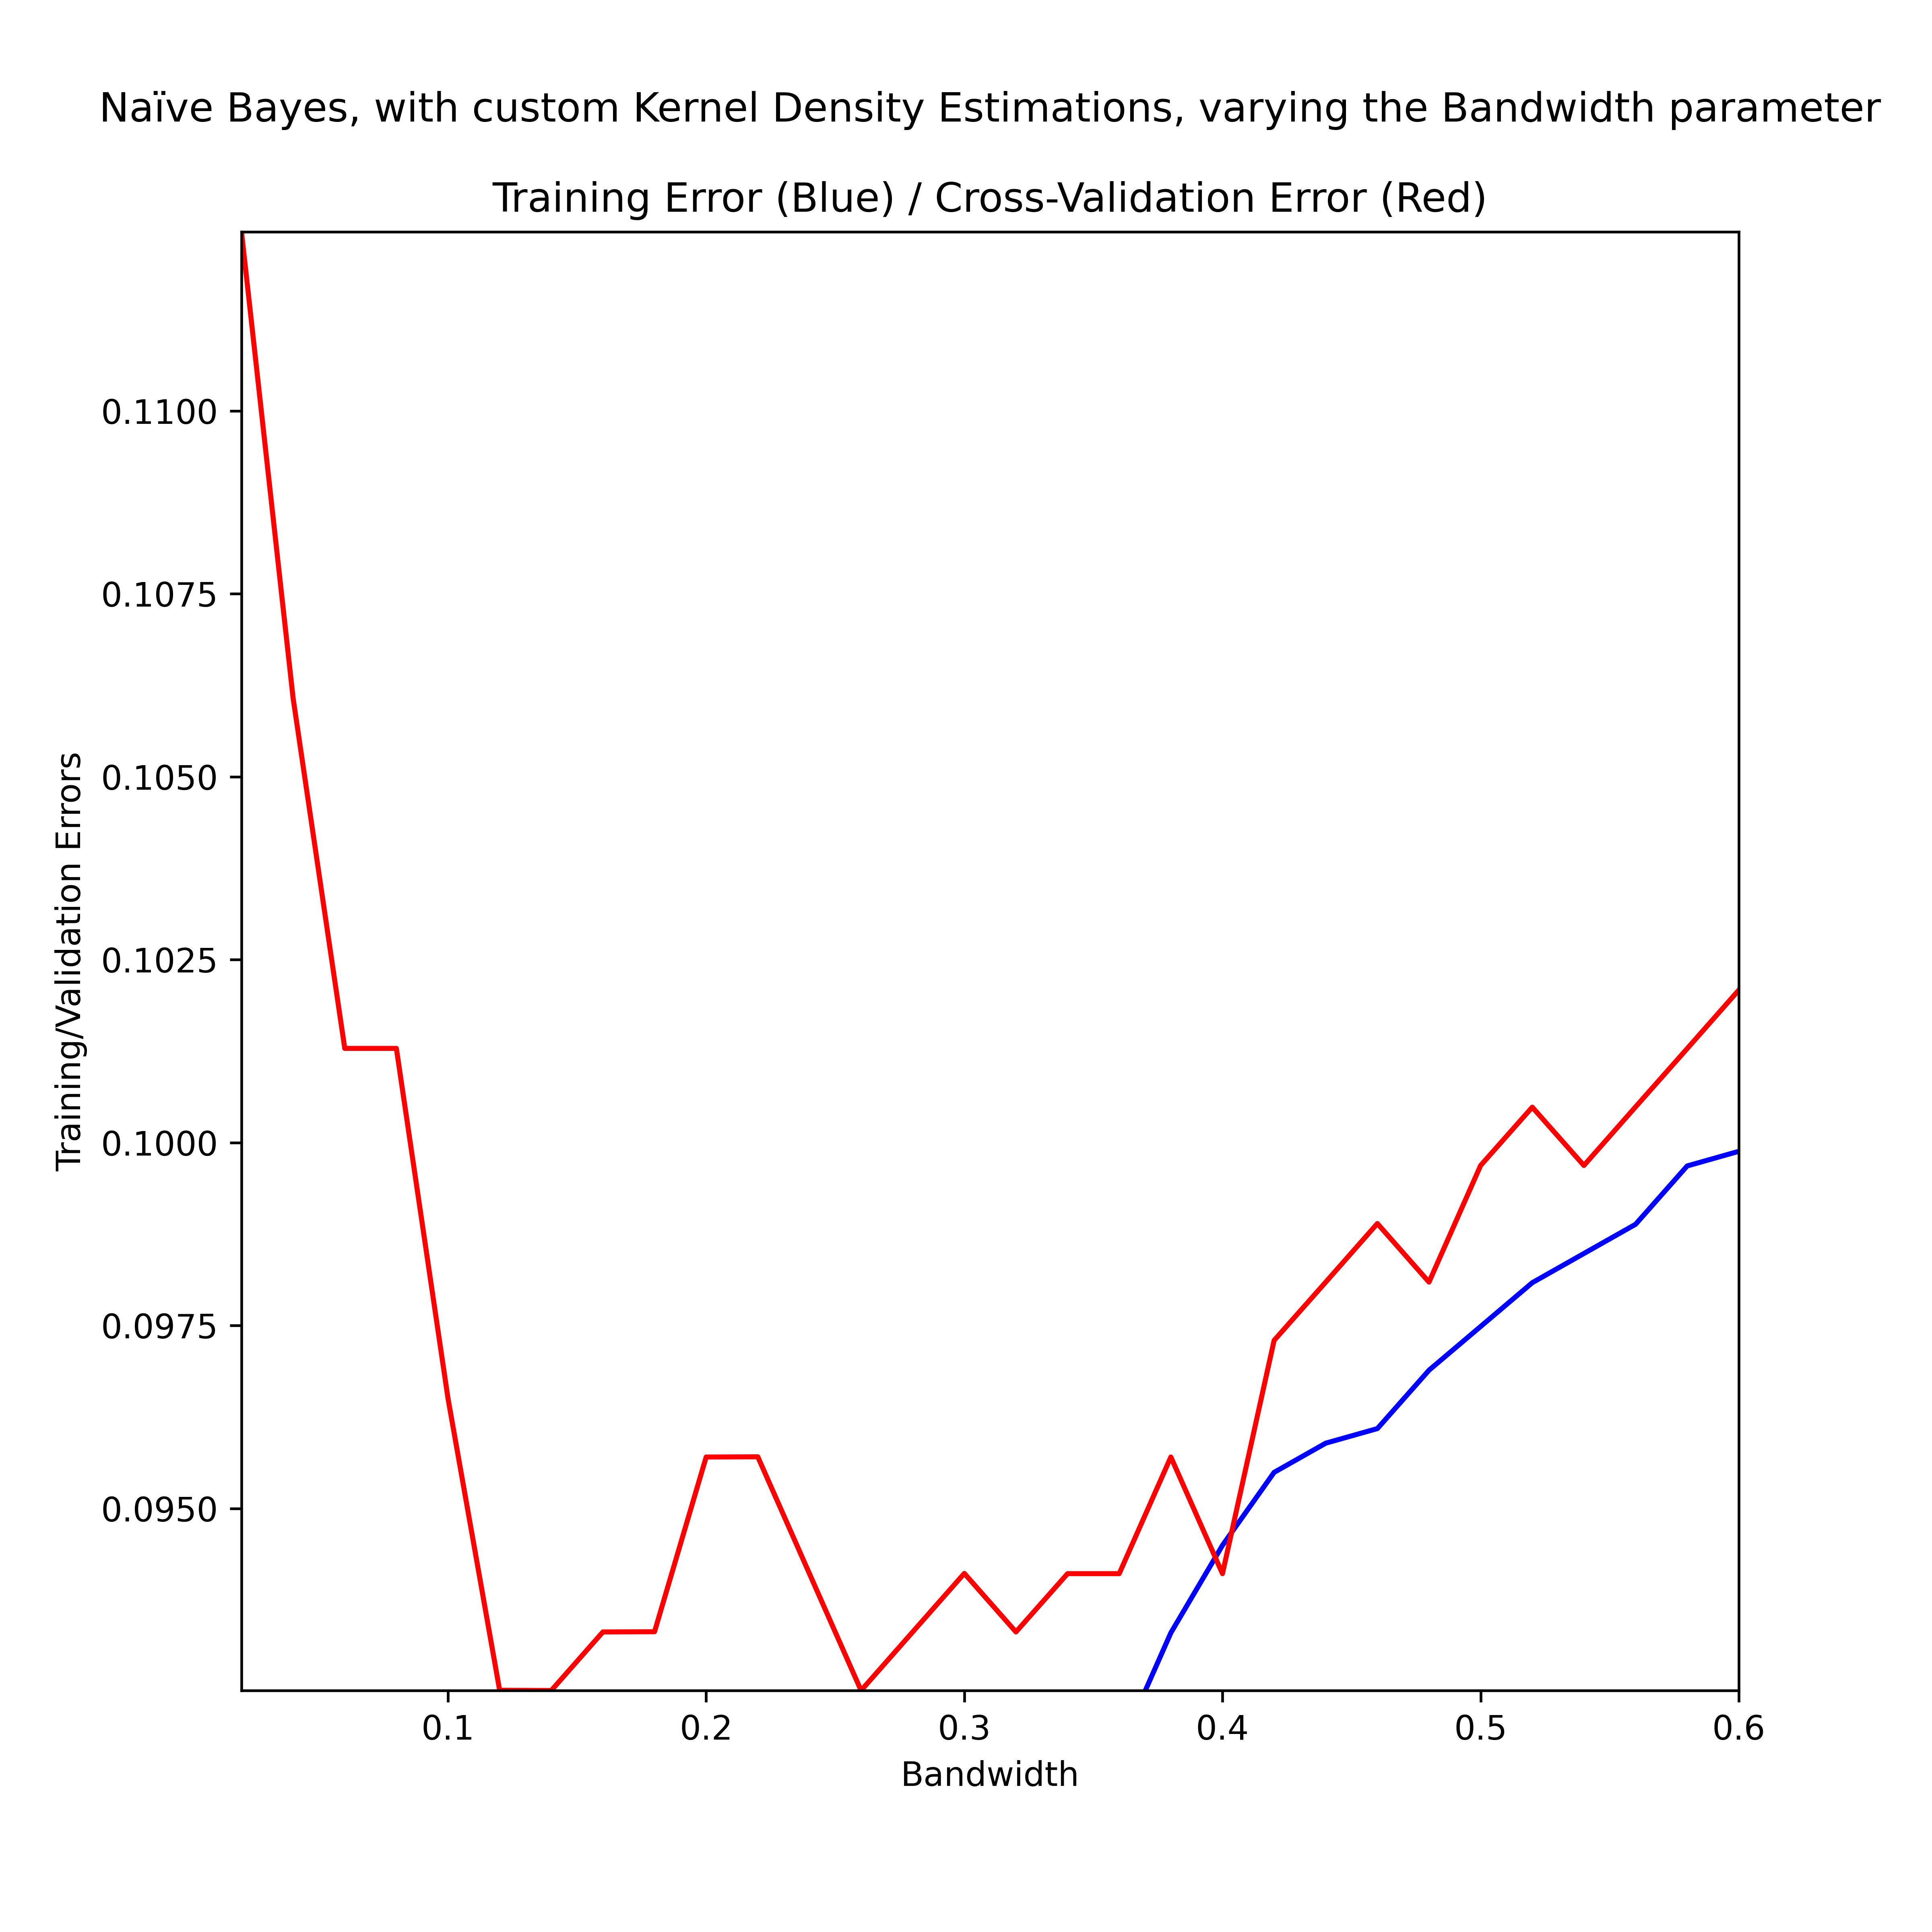 Naïve Bayes, with custom Kernel Density Estimations, varying the Bandwidth parameter
Training Error (Blue) / Cross-Validation Error (Red)
Training/Validation Errors
0.1100
0.1075
0.1050
0.1025
0.1000
0.0975
0.0950
0.1 0.2 0.3 0.4 0.5 0.6
Bandwidth